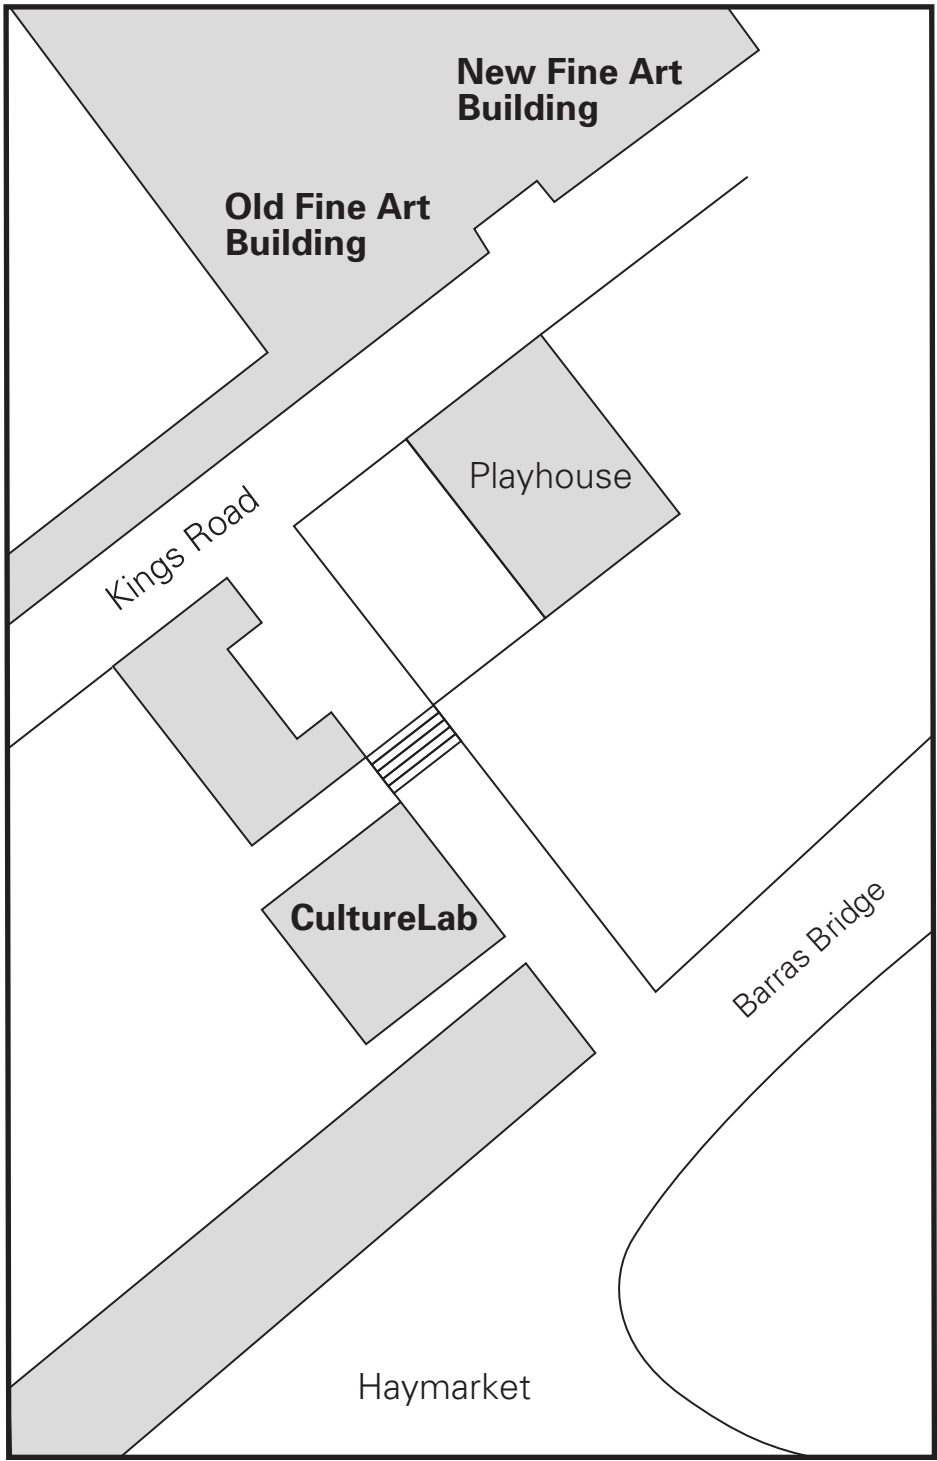 New Fine Art
Building
Old Fine Art
Building
Playhouse
Kings Road
CultureLab
Barras Bridge
Haymarket